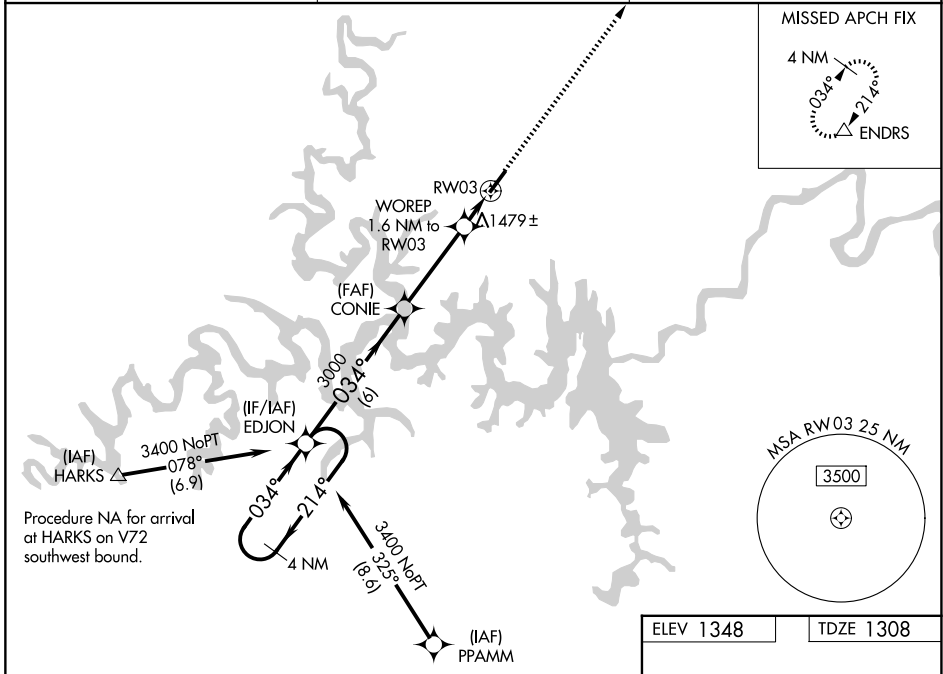 MISSED APCH FIX
4 NM
034°
214°
ENDRS
RW03
WOREP
1.6 NM to
RW03
1479±
(FAF)
CONIE
3000
034°
(6)
(IF/IAF)
EDJON
(IAF)
HARKS
3400 NoPT
078°
(6.9)
034°
214°
4 NM
Procedure NA for arrival
at HARKS on V72
southwest bound.
3400 NoPT
325°
(8.6)
(IAF)
PPAMM
MSA RW03 25 NM
3500
ELEV 1348
TDZE 1308